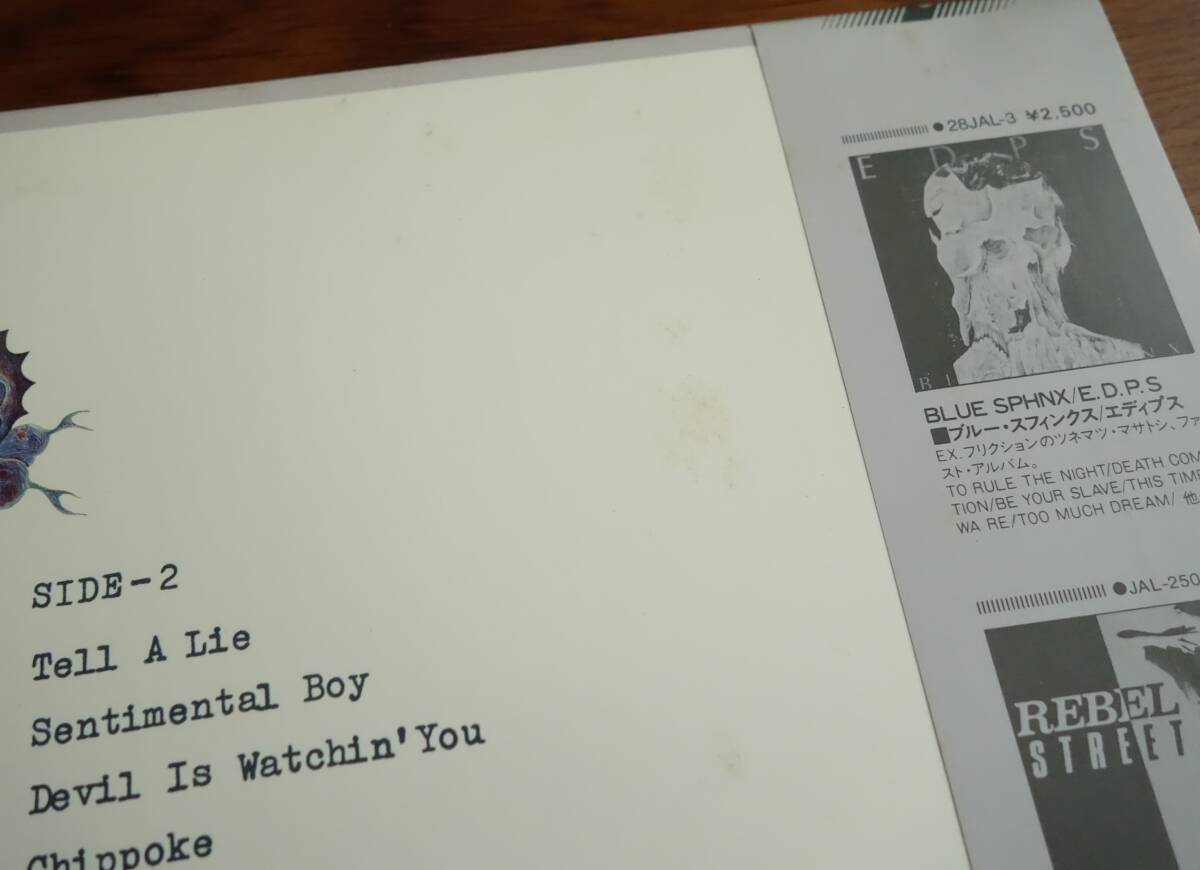 SIDE-2
Tell A Lie
Sentimental Boy
Devil Is Watchin' You
Chippoke
●28JAL-3 ¥2,500
E D P S
BLUE SPHNX/E.D.P.S
■ブルー・スフィンクス/エディプス
EX.フリクションのツネマツ・マサトシ、ファ
スト・アルバム。
TO RULE THE NIGHT/DEATH COM
TION/BE YOUR SLAVE/THIS TIME
WA RE/TOO MUCH DREAM/ 他
●JAL-250
REBEL
STREET